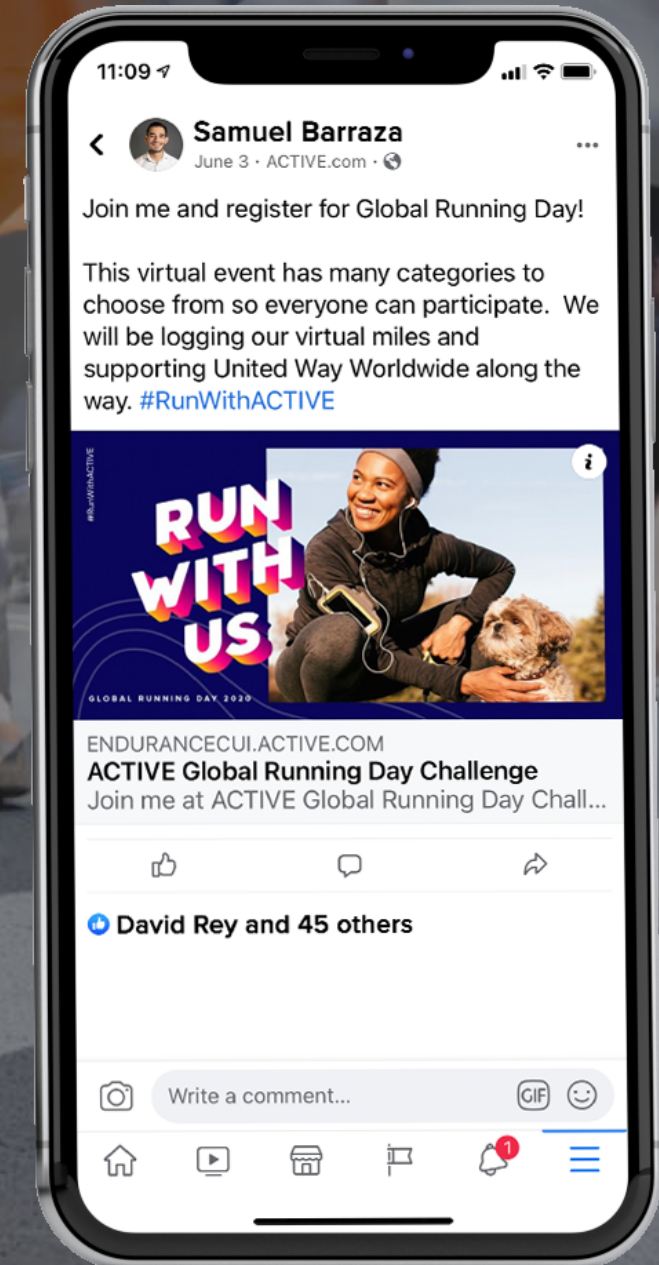 11:09
Samuel Barraza
June 3 · ACTIVE.com ·
Join me and register for Global Running Day!
This virtual event has many categories to
choose from so everyone can participate.  We
will be logging our virtual miles and
supporting United Way Worldwide along the
way. #RunWithACTIVE
#RunWithACTIVE
RUN
WITH
US
GLOBAL RUNNING DAY 2020
i
ENDURANCECUI.ACTIVE.COM
ACTIVE Global Running Day Challenge
Join me at ACTIVE Global Running Day Chall...
David Rey and 45 others
Write a comment...
GIF
1